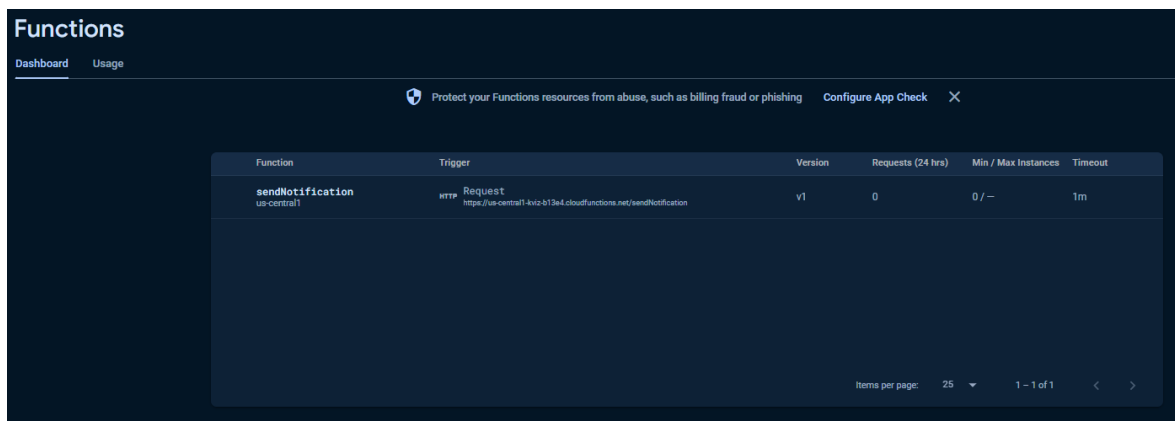 Functions
Dashboard Usage
Protect your Functions resources from abuse, such as billing fraud or phishing Configure App Check
Function Trigger Version Requests (24 hrs) Min / Max Instances Timeout
sendNotification HTTP Request v1 0 0 / — 1m
us-central1 https://us-central1-kviz-b13e4.cloudfunctions.net/sendNotification
Items per page: 25 1 – 1 of 1